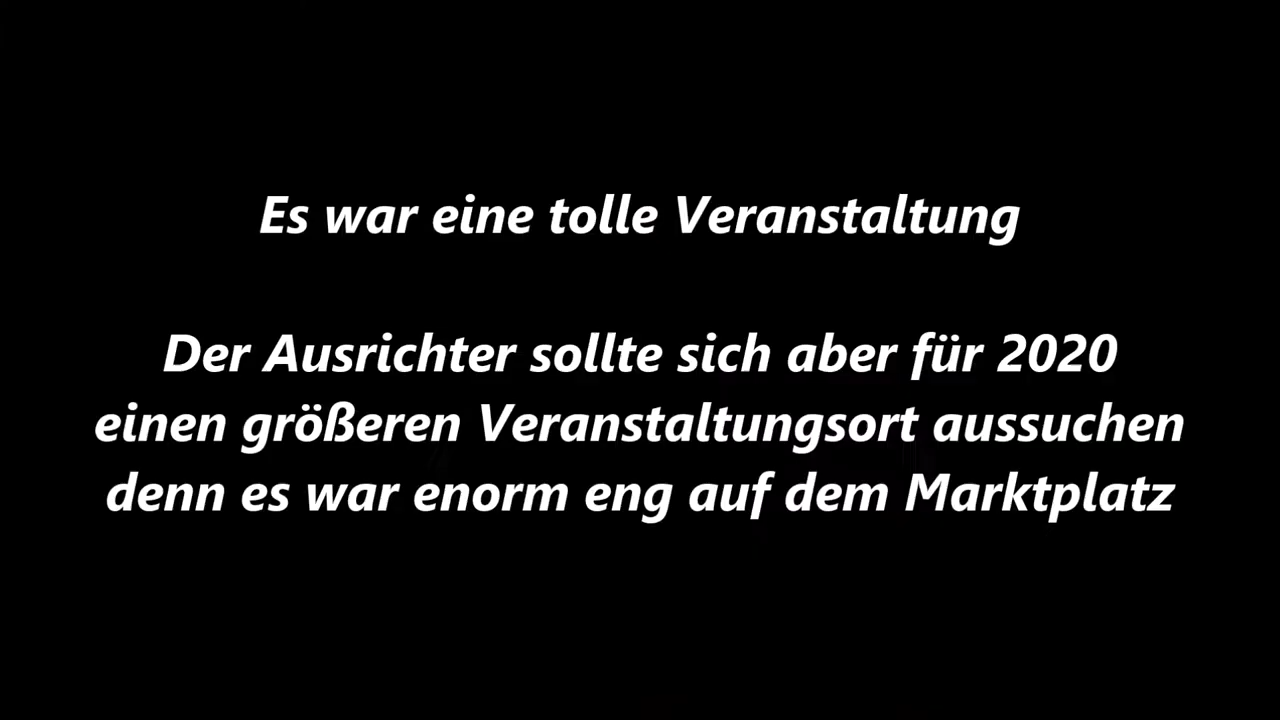 Es war eine tolle Veranstaltung
Der Ausrichter sollte sich aber für 2020
einen größeren Veranstaltungsort aussuchen
denn es war enorm eng auf dem Marktplatz